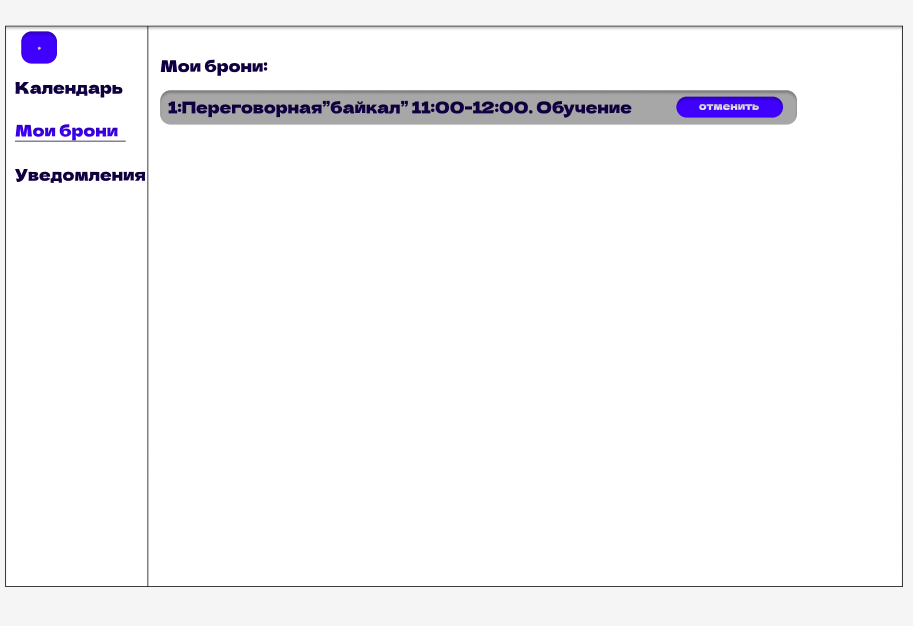 Календарь
Мои брони
Уведомления
Мои брони:
1:Переговорная”байкал” 11:00-12:00. Обучение
отменить